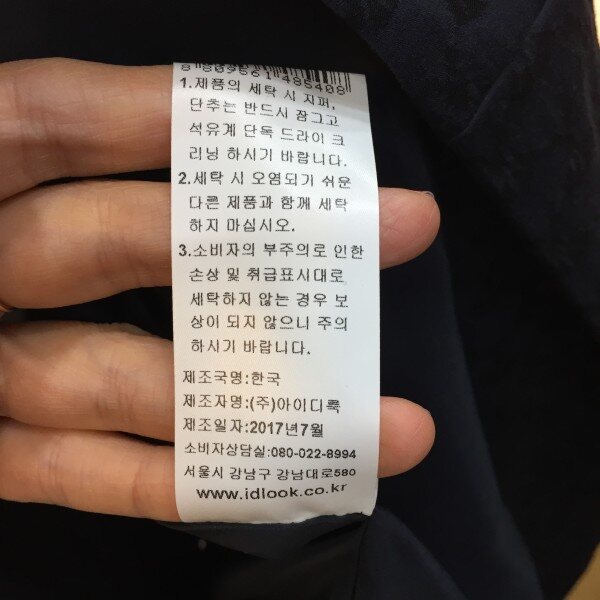 8 809661 485408
1.제품의 세탁 시 지퍼,
단추는 반드시 잠그고
석유계 단독 드라이 크
리닝 하시기 바랍니다.
2.세탁 시 오염되기 쉬운
다른 제품과 함께 세탁
하지 마십시오.
3.소비자의 부주의로 인한
손상 및 취급표시대로
세탁하지 않는 경우 보
상이 되지 않으니 주의
하시기 바랍니다.
제조국명:한국
제조자명:(주)아이디룩
제조일자:2017년7월
소비자상담실:080-022-8994
서울시 강남구 강남대로580
www.idlook.co.kr